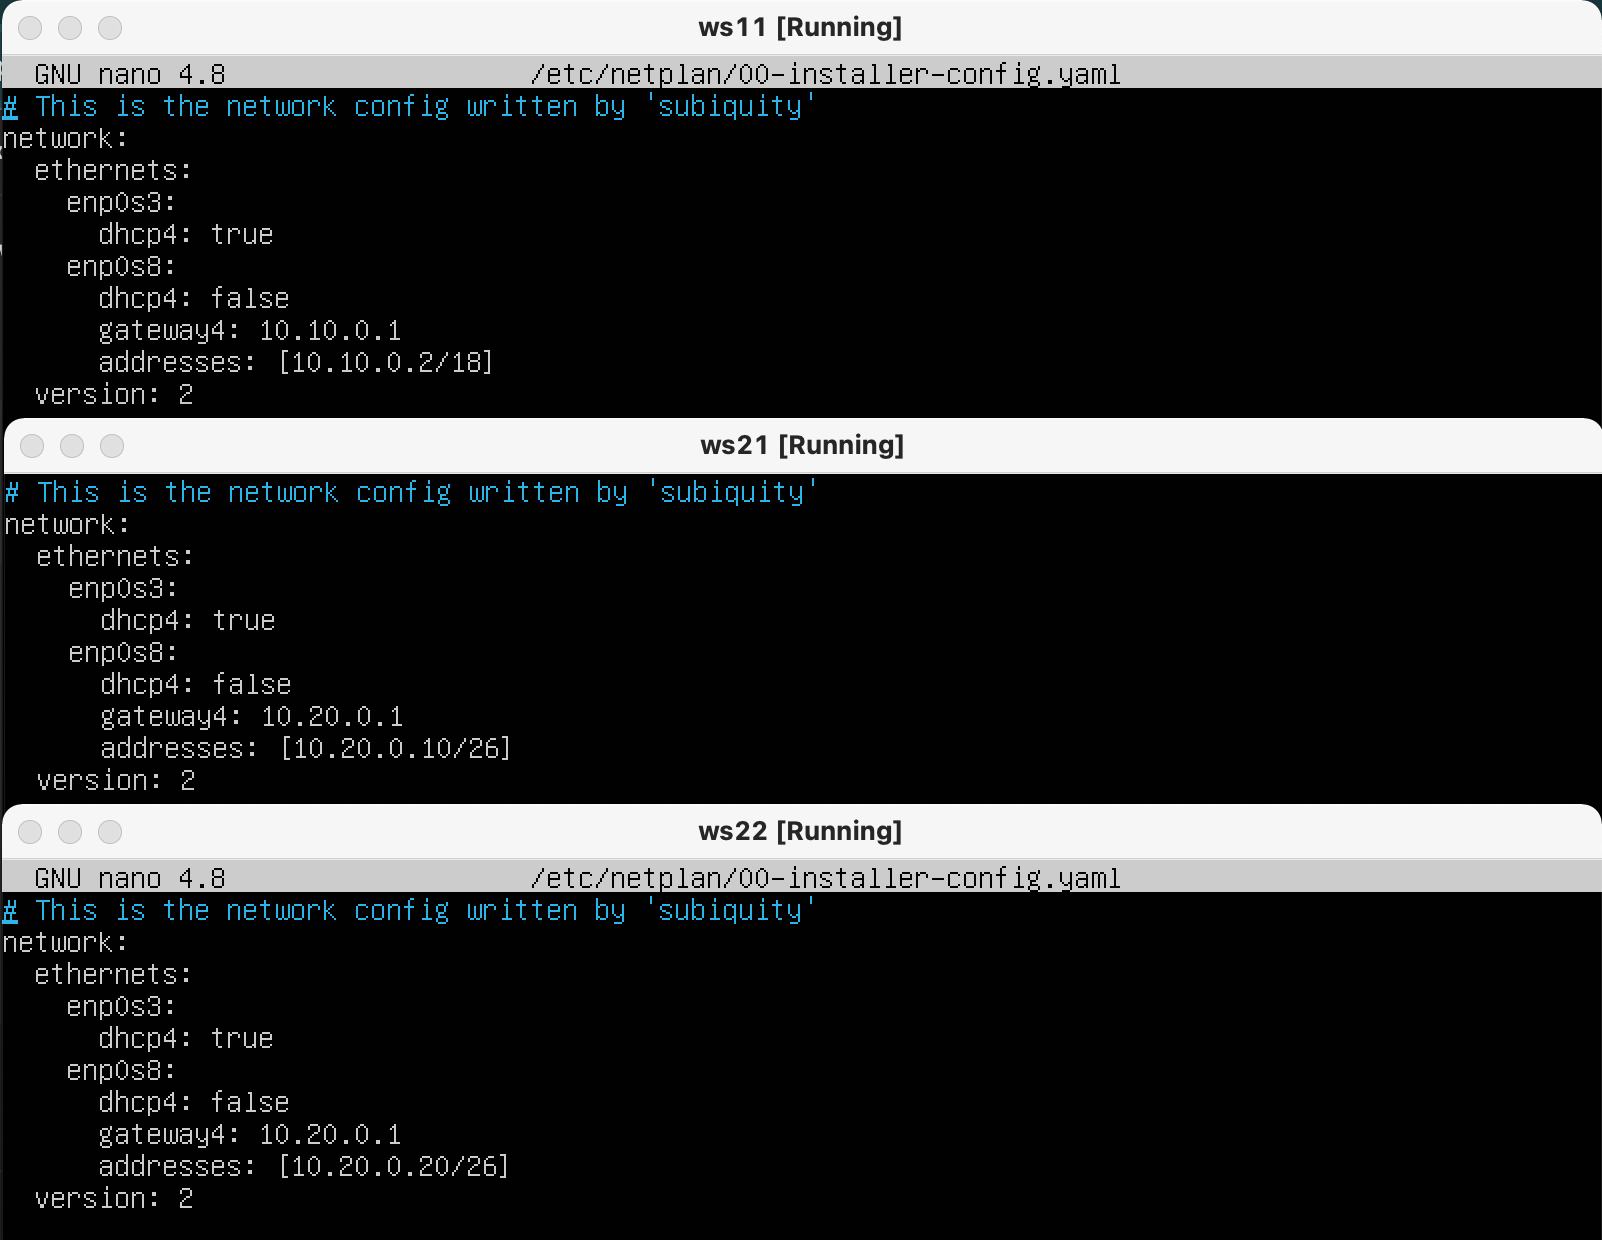 ws11 [Running]
GNU nano 4.8 /etc/netplan/00-installer-config.yaml
# This is the network config written by 'subiquity'
network:
  ethernets:
    enp0s3:
      dhcp4: true
    enp0s8:
      dhcp4: false
      gateway4: 10.10.0.1
      addresses: [10.10.0.2/18]
  version: 2
ws21 [Running]
# This is the network config written by 'subiquity'
network:
  ethernets:
    enp0s3:
      dhcp4: true
    enp0s8:
      dhcp4: false
      gateway4: 10.20.0.1
      addresses: [10.20.0.10/26]
  version: 2
ws22 [Running]
GNU nano 4.8 /etc/netplan/00-installer-config.yaml
# This is the network config written by 'subiquity'
network:
  ethernets:
    enp0s3:
      dhcp4: true
    enp0s8:
      dhcp4: false
      gateway4: 10.20.0.1
      addresses: [10.20.0.20/26]
  version: 2